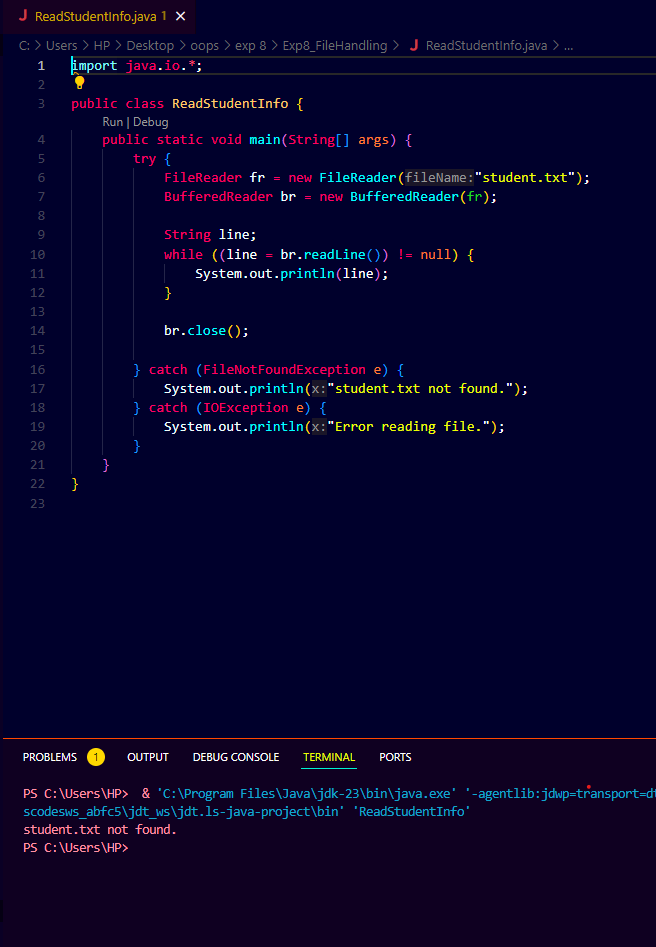 J ReadStudentInfo.java 1 ×
C: > Users > HP > Desktop > oops > exp 8 > Exp8_FileHandling > J ReadStudentInfo.java > ...
1 import java.io.*;
2
3 public class ReadStudentInfo {
Run | Debug
4 public static void main(String[] args) {
5 try {
6 FileReader fr = new FileReader(fileName:"student.txt");
7 BufferedReader br = new BufferedReader(fr);
8
9 String line;
10 while ((line = br.readLine()) != null) {
11 System.out.println(line);
12 }
13
14 br.close();
15
16 } catch (FileNotFoundException e) {
17 System.out.println(x:"student.txt not found.");
18 } catch (IOException e) {
19 System.out.println(x:"Error reading file.");
20 }
21 }
22 }
23
PROBLEMS 1 OUTPUT DEBUG CONSOLE TERMINAL PORTS
PS C:\Users\HP> & 'C:\Program Files\Java\jdk-23\bin\java.exe' '-agentlib:jdwp=transport=dt
scodesws_abfc5\jdt_ws\jdt.ls-java-project\bin' 'ReadStudentInfo'
student.txt not found.
PS C:\Users\HP>